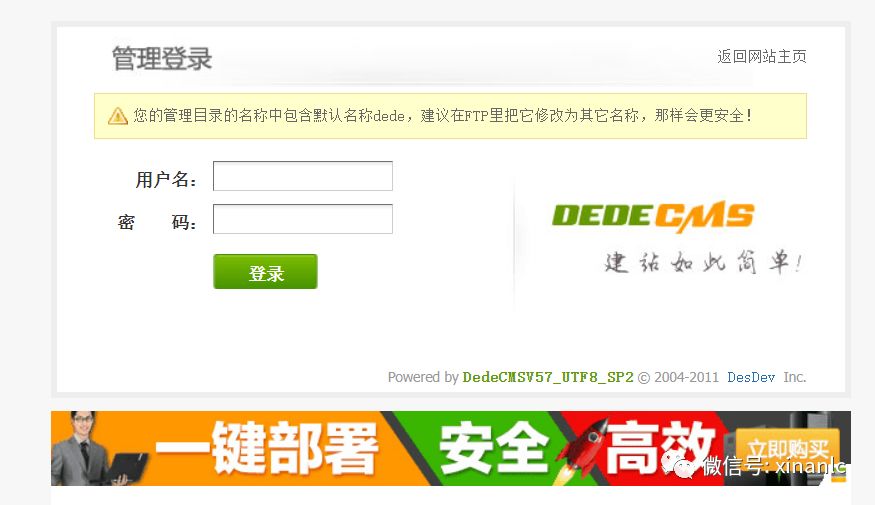 管理登录
返回网站主页
您的管理目录的名称中包含默认名称dede，建议在FTP里把它修改为其它名称，那样会更安全！
用户名：
密 码：
登录
DEDECMS
建站如此简单！
Powered by DedeCMSV57_UTF8_SP2 © 2004-2011 DesDev Inc.
一键部署 安全 高效 立即购买
微信号: xinanlc